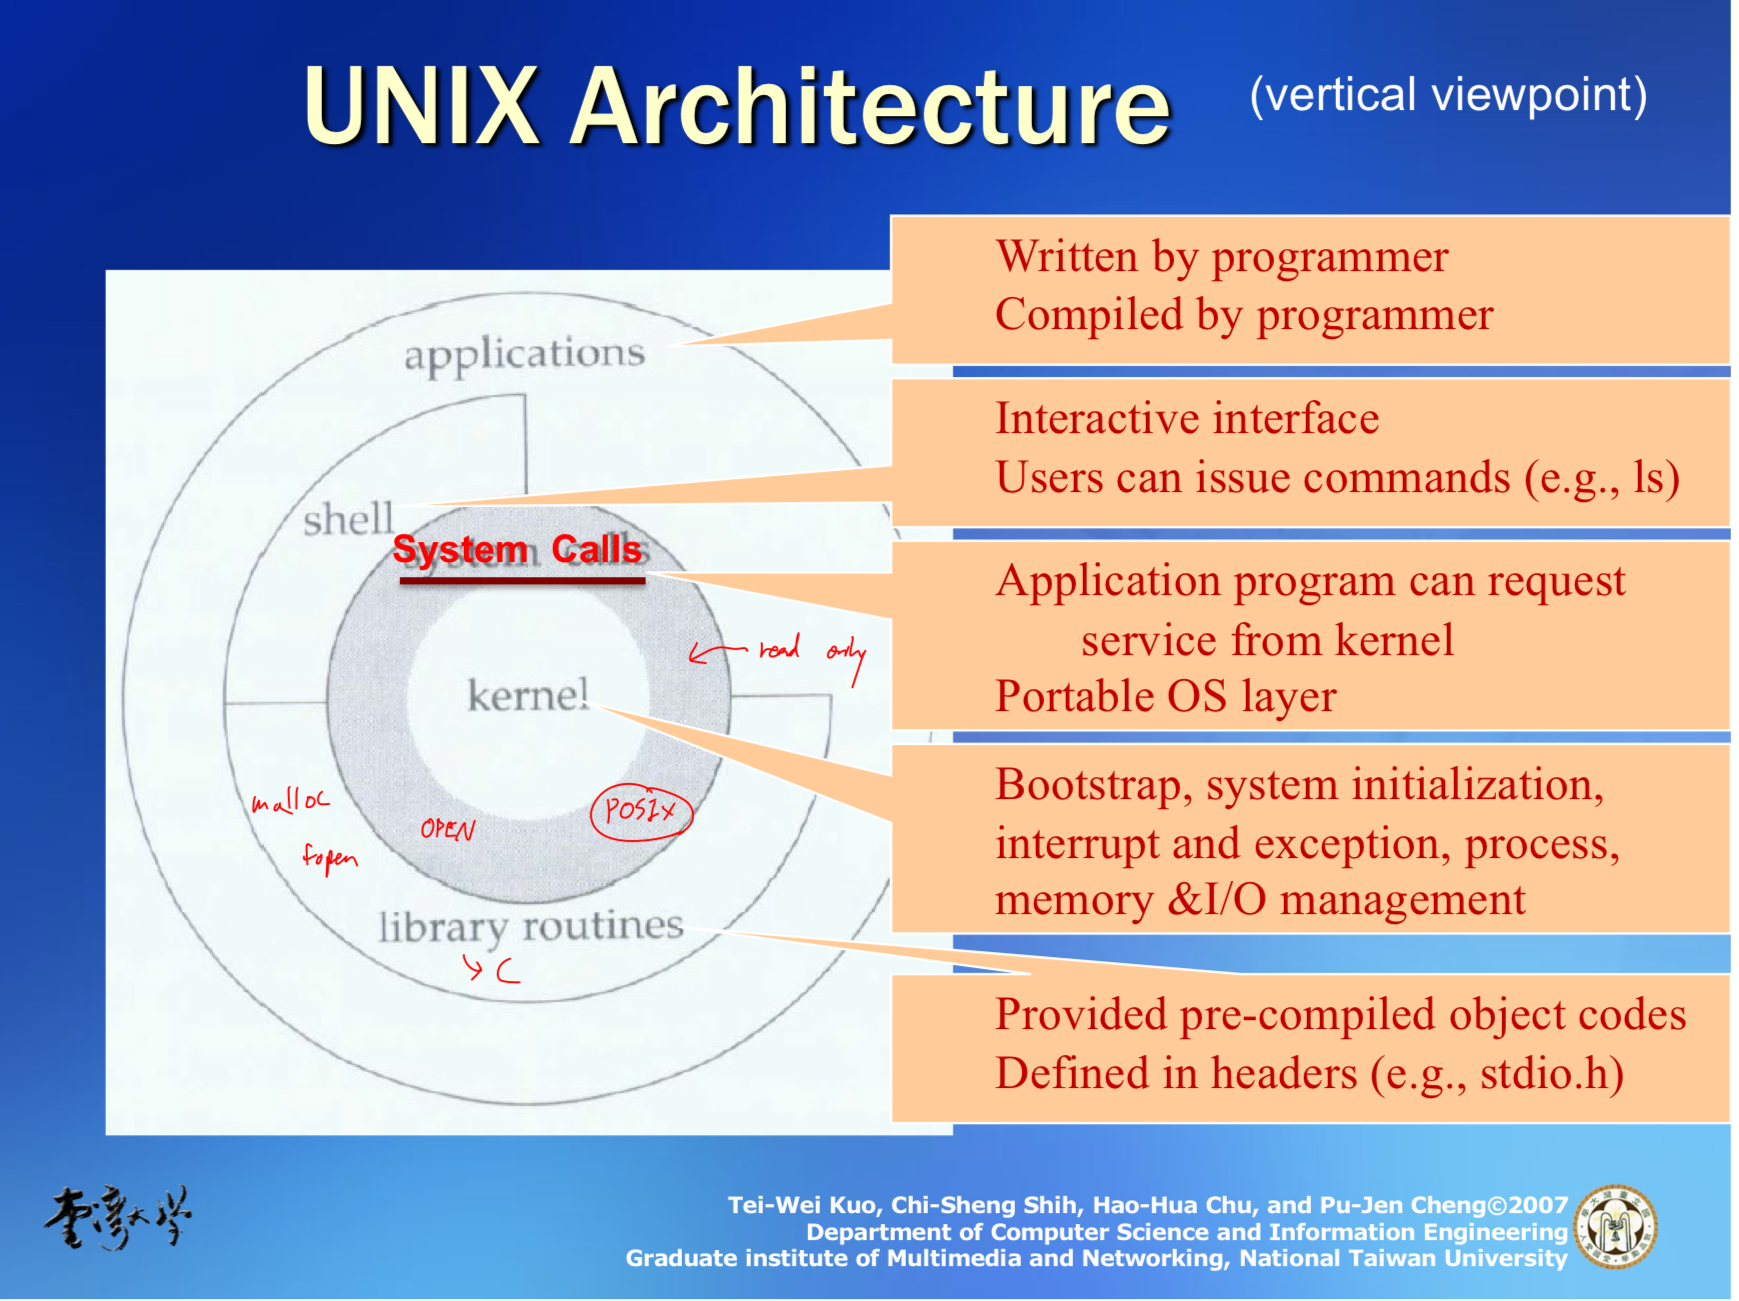 UNIX Architecture
(vertical viewpoint)
Written by programmer
Compiled by programmer
applications
Interactive interface
Users can issue commands (e.g., ls)
shell
System Calls
system calls
Application program can request
service from kernel
Portable OS layer
read only
kernel
Bootstrap, system initialization,
interrupt and exception, process,
memory &I/O management
malloc
OPEN
POSIX
fopen
library routines
C
Provided pre-compiled object codes
Defined in headers (e.g., stdio.h)
臺灣大學
Tei-Wei Kuo, Chi-Sheng Shih, Hao-Hua Chu, and Pu-Jen Cheng©2007
Department of Computer Science and Information Engineering
Graduate institute of Multimedia and Networking, National Taiwan University